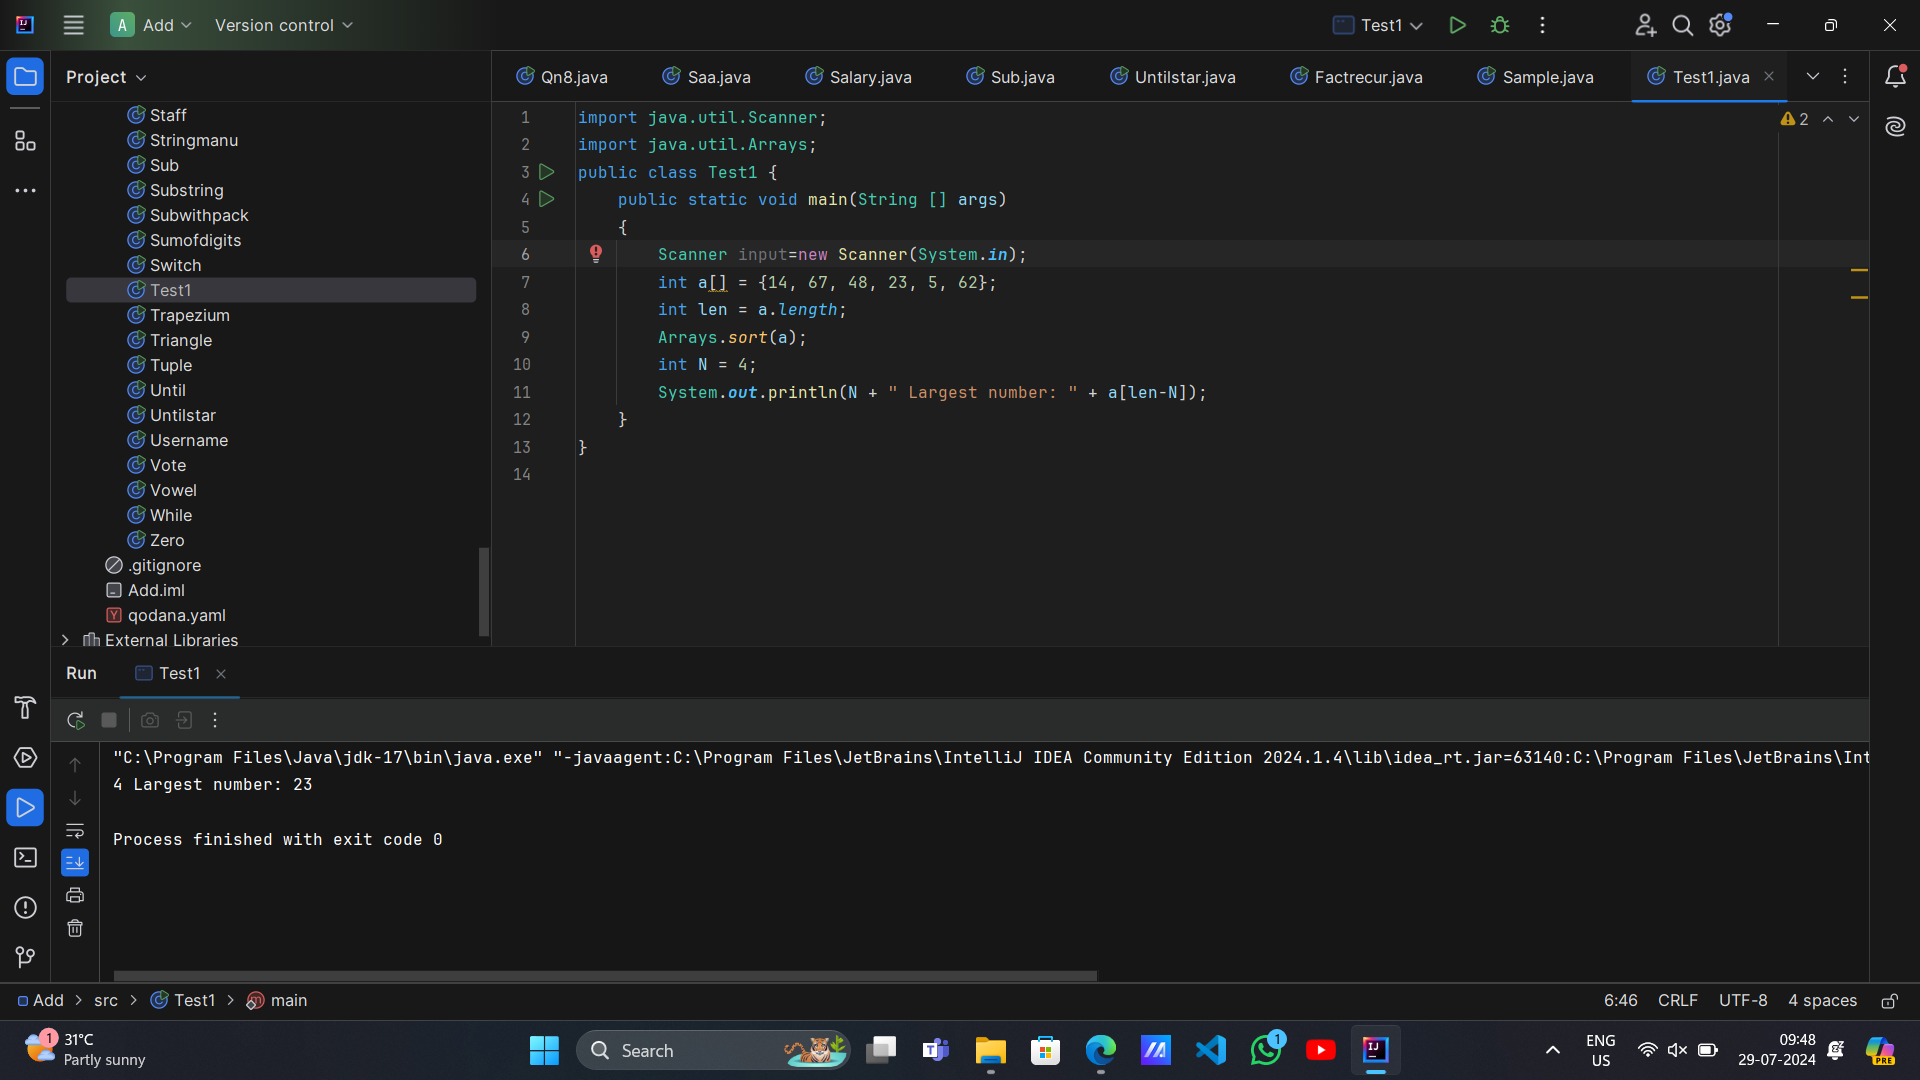 A Add Version control Test1
Project
Qn8.java Saa.java Salary.java Sub.java Untilstar.java Factrecur.java Sample.java Test1.java
Staff
Stringmanu
Sub
Substring
Subwithpack
Sumofdigits
Switch
Test1
Trapezium
Triangle
Tuple
Until
Untilstar
Username
Vote
Vowel
While
Zero
.gitignore
Add.iml
qodana.yaml
External Libraries
2
1 import java.util.Scanner;
2 import java.util.Arrays;
3 public class Test1 {
4 public static void main(String [] args)
5 {
6 Scanner input=new Scanner(System.in);
7 int a[] = {14, 67, 48, 23, 5, 62};
8 int len = a.length;
9 Arrays.sort(a);
10 int N = 4;
11 System.out.println(N + " Largest number: " + a[len-N]);
12 }
13 }
14
Run Test1
"C:\Program Files\Java\jdk-17\bin\java.exe" "-javaagent:C:\Program Files\JetBrains\IntelliJ IDEA Community Edition 2024.1.4\lib\idea_rt.jar=63140:C:\Program Files\JetBrains\Int
4 Largest number: 23
Process finished with exit code 0
Add > src > Test1 > main 6:46 CRLF UTF-8 4 spaces
1 31°C
Partly sunny
Search
1
ENG
US
09:48
29-07-2024
PRE